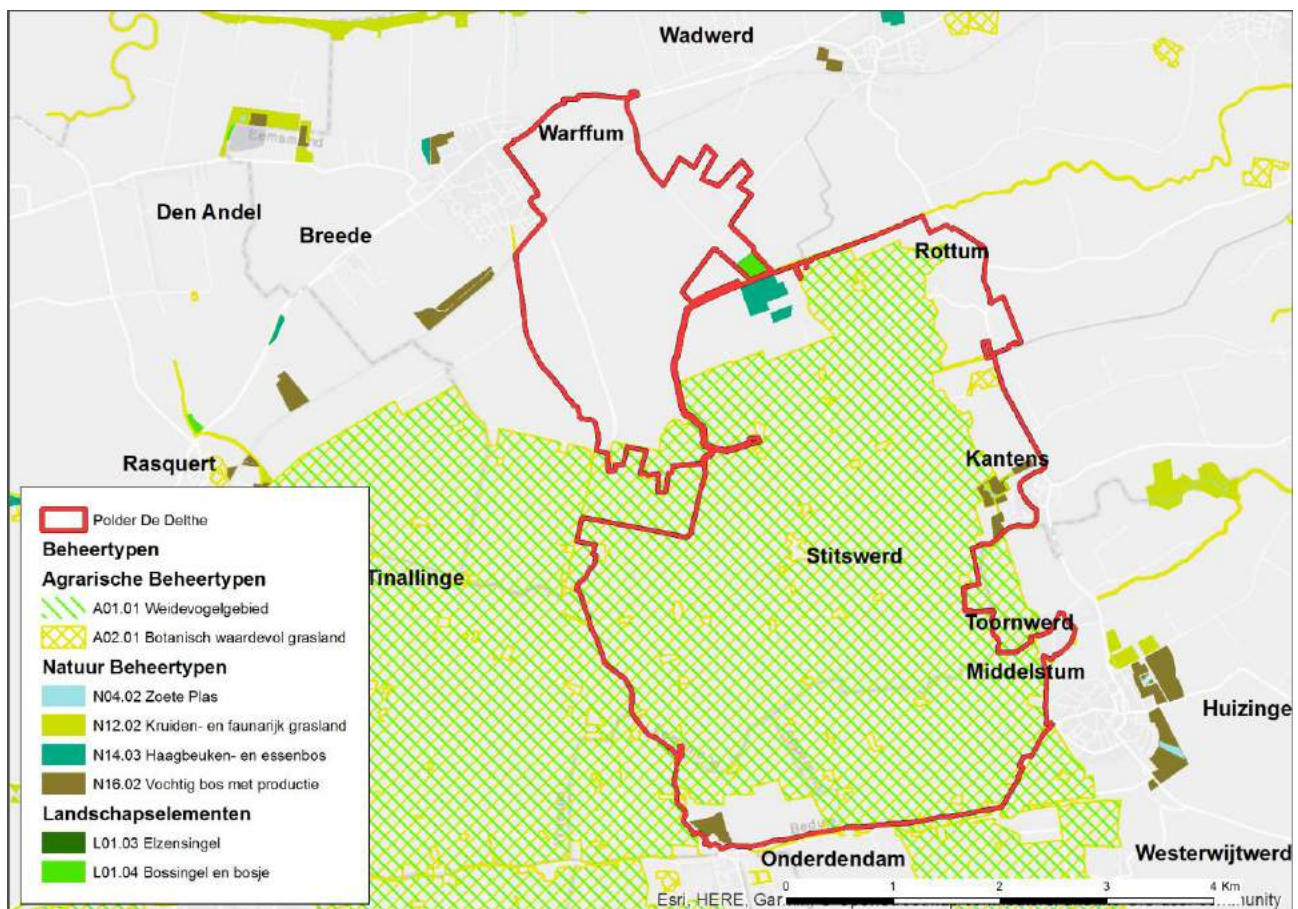 Wadwerd
Warffum
Eemsmond
Den Andel
Breede
Rottum
Rasquert
Kantens
Stitswerd
Tinallinge
Toornwerd
Middelstum
Huizinge
Onderdendam
Westerwijtwerd
Polder De Delthe
Beheertypen
Agrarische Beheertypen
A01.01 Weidevogelgebied
A02.01 Botanisch waardevol grasland
Natuur Beheertypen
N04.02 Zoete Plas
N12.02 Kruiden- en faunarijk grasland
N14.03 Haagbeuken- en essenbos
N16.02 Vochtig bos met productie
Landschapselementen
L01.03 Elzensingel
L01.04 Bossingel en bosje
0 1 2 3 4 Km
Esri, HERE,